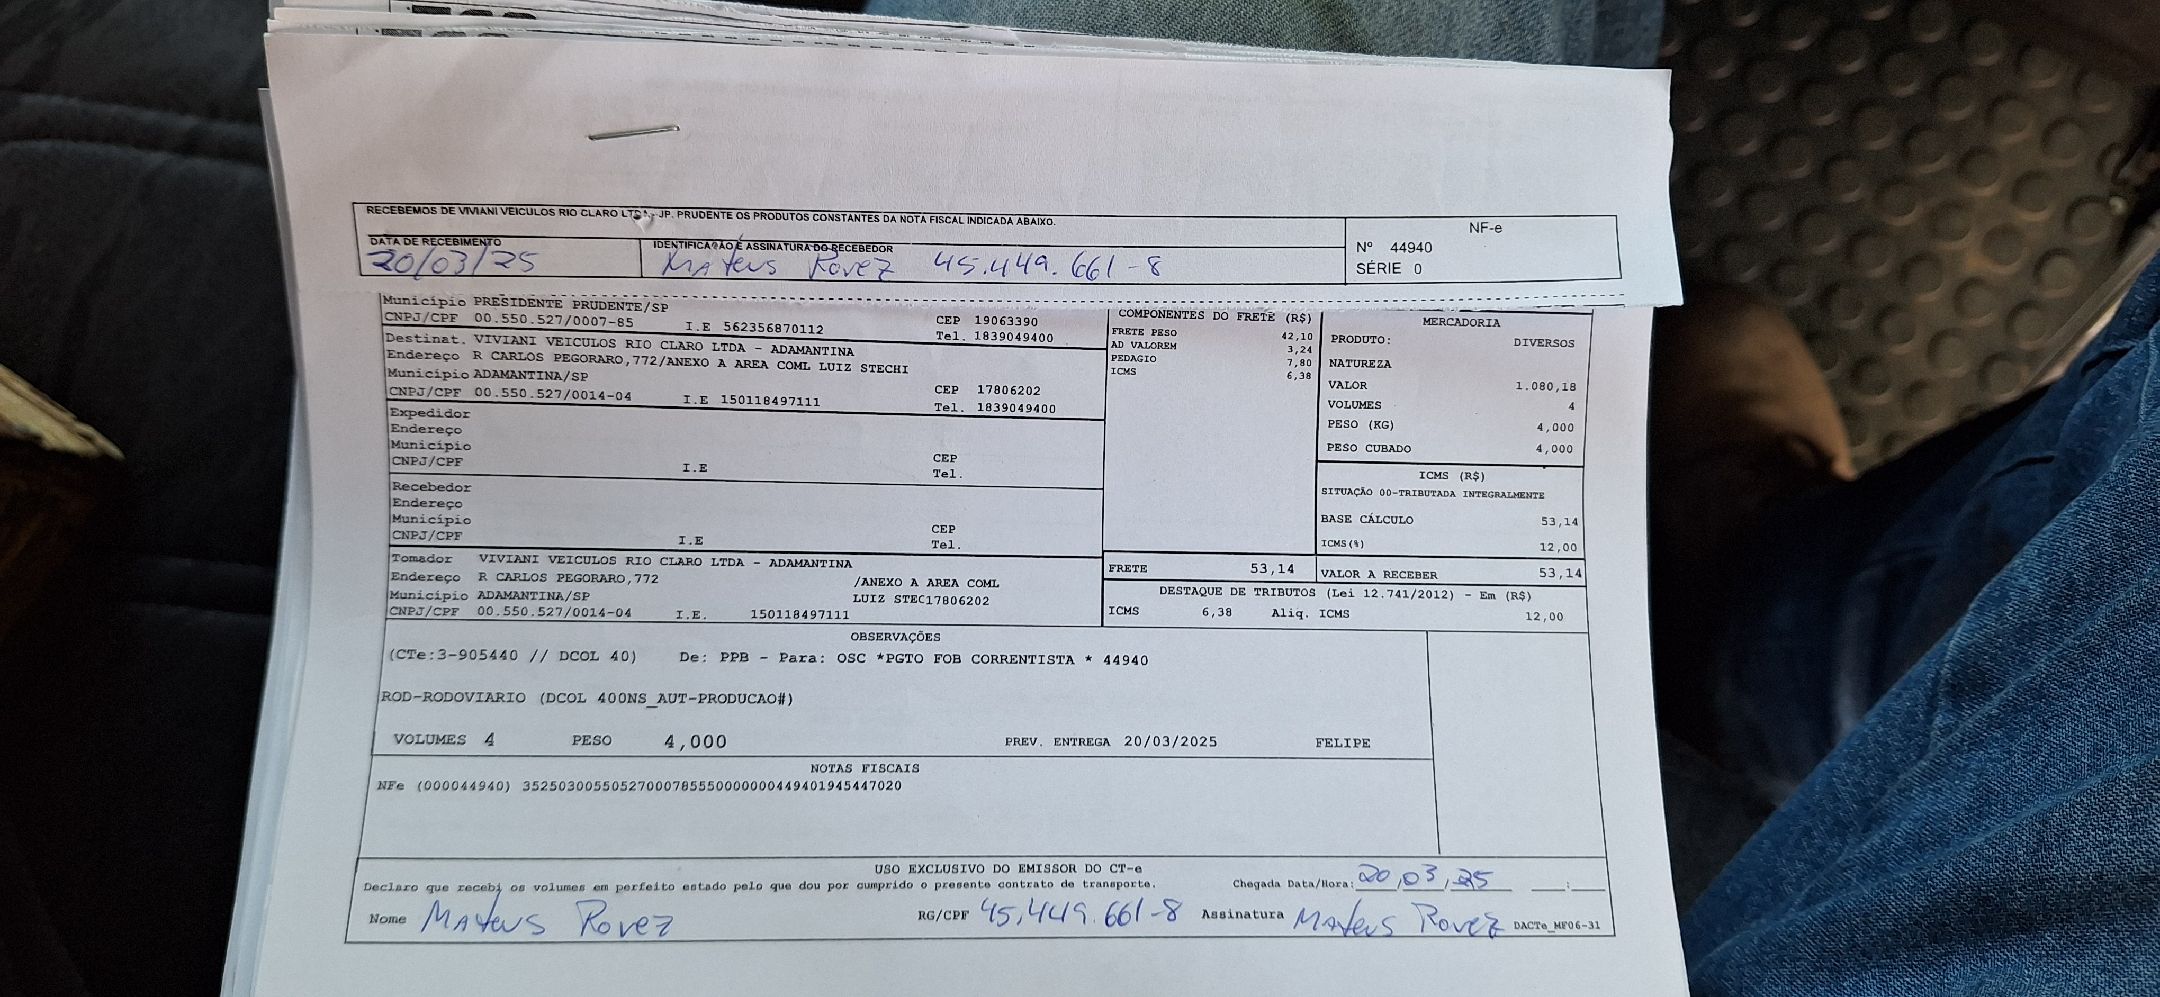 RECEBEMOS DE VIVIANI VEICULOS RIO CLARO LTDA - JP. PRUDENTE OS PRODUTOS CONSTANTES DA NOTA FISCAL INDICADA ABAIXO.
NF-e
Nº 44940
SÉRIE 0
DATA DE RECEBIMENTO
20/03/25
IDENTIFICAÇÃO E ASSINATURA DO RECEBEDOR
Mateus Rovez 45.449.661-8
Município PRESIDENTE PRUDENTE/SP
CNPJ/CPF 00.550.527/0007-85 I.E 562356870112 CEP 19063390
Tel. 1839049400
Destinat. VIVIANI VEICULOS RIO CLARO LTDA - ADAMANTINA
Endereço R CARLOS PEGORARO,772/ANEXO A AREA COML LUIZ STECHI
Município ADAMANTINA/SP CEP 17806202
CNPJ/CPF 00.550.527/0014-04 I.E 150118497111 Tel. 1839049400
Expedidor
Endereço
Município CEP
CNPJ/CPF I.E Tel.
Recebedor
Endereço
Município CEP
CNPJ/CPF I.E Tel.
Tomador VIVIANI VEICULOS RIO CLARO LTDA - ADAMANTINA
Endereço R CARLOS PEGORARO,772 /ANEXO A AREA COML
Município ADAMANTINA/SP LUIZ STEC17806202
CNPJ/CPF 00.550.527/0014-04 I.E. 150118497111
COMPONENTES DO FRETE (R$)
FRETE PESO 42,10
AD VALOREM 3,24
PEDAGIO 7,80
ICMS 6,38
MERCADORIA
PRODUTO: DIVERSOS
NATUREZA
VALOR 1.080,18
VOLUMES 4
PESO (KG) 4,000
PESO CUBADO 4,000
ICMS (R$)
SITUAÇÃO 00-TRIBUTADA INTEGRALMENTE
BASE CÁLCULO 53,14
ICMS(%) 12,00
FRETE 53,14 VALOR A RECEBER 53,14
DESTAQUE DE TRIBUTOS (Lei 12.741/2012) - Em (R$)
ICMS 6,38 Aliq. ICMS 12,00
OBSERVAÇÕES
(CTe:3-905440 // DCOL 40) De: PPB - Para: OSC *PGTO FOB CORRENTISTA * 44940
ROD-RODOVIARIO (DCOL 400NS_AUT-PRODUCAO#)
VOLUMES 4 PESO 4,000 PREV. ENTREGA 20/03/2025 FELIPE
NOTAS FISCAIS
NFe (000044940) 35250300550527000785550000000449401945447020
USO EXCLUSIVO DO EMISSOR DO CT-e
Declaro que recebi os volumes em perfeito estado pelo que dou por cumprido o presente contrato de transporte. Chegada Data/Hora: 20/03/25 __:__
Nome Mateus Rovez RG/CPF 45.449.661-8 Assinatura Mateus Rovez DACTe_MF06-31